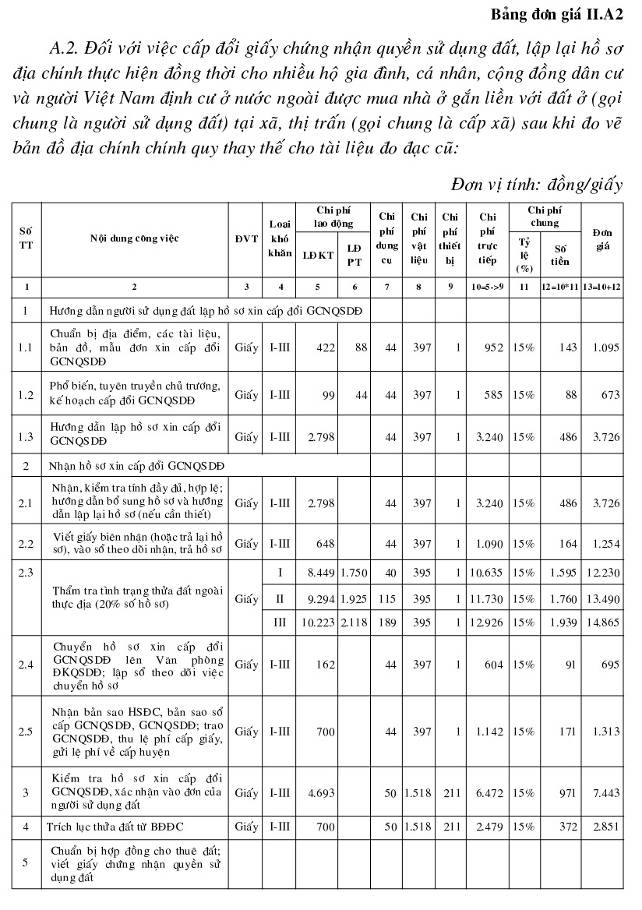 Bảng đơn giá II.A2
A.2. Đối với việc cấp đổi giấy chứng nhận quyền sử dụng đất, lập lại hồ sơ
địa chính thực hiện đồng thời cho nhiều hộ gia đình, cá nhân, cộng đồng dân cư
và người Việt Nam định cư ở nước ngoài được mua nhà ở gắn liền với đất ở (gọi
chung là người sử dụng đất) tại xã, thị trấn (gọi chung là cấp xã) sau khi đo vẽ
bản đồ địa chính chính quy thay thế cho tài liệu đo đạc cũ:
Đơn vị tính: đồng/giấy
Số TT | Nội dung công việc | ĐVT | Loại khó khăn | Chi phí lao động | Chi phí dụng cụ | Chi phí vật liệu | Chi phí thiết bị | Chi phí trực tiếp | Chi phí chung | Đơn giá
LĐKT | LĐ PT | Tỷ lệ (%) | Số tiền
1 | 2 | 3 | 4 | 5 | 6 | 7 | 8 | 9 | 10=5->9 | 11 | 12=10*11 | 13=10+12
1 | Hướng dẫn người sử dụng đất lập hồ sơ xin cấp đổi GCNQSDĐ
1.1 | Chuẩn bị địa điểm, các tài liệu,
bản đồ, mẫu đơn xin cấp đổi
GCNQSDĐ | Giấy | I-III | 422 | 88 | 44 | 397 | 1 | 952 | 15% | 143 | 1.095
1.2 | Phổ biến, tuyên truyền chủ trương,
kế hoạch cấp đổi GCNQSDĐ | Giấy | I-III | 99 | 44 | 44 | 397 | 1 | 585 | 15% | 88 | 673
1.3 | Hướng dẫn lập hồ sơ xin cấp đổi
GCNQSDĐ | Giấy | I-III | 2.798 | 44 | 397 | 1 | 3.240 | 15% | 486 | 3.726
2 | Nhận hồ sơ xin cấp đổi GCNQSDĐ
2.1 | Nhận, kiểm tra tính đầy đủ, hợp lệ;
hướng dẫn bổ sung hồ sơ và hướng
dẫn lập lại hồ sơ (nếu cần thiết) | Giấy | I-III | 2.798 | 44 | 397 | 1 | 3.240 | 15% | 486 | 3.726
2.2 | Viết giấy biên nhận (hoặc trả lại hồ
sơ), vào sổ theo dõi nhận, trả hồ sơ | Giấy | I-III | 648 | 44 | 397 | 1 | 1.090 | 15% | 164 | 1.254
2.3 | Thẩm tra tình trạng thửa đất ngoài
thực địa (20% số hồ sơ) | Giấy | I | 8.449 | 1.750 | 40 | 395 | 1 | 10.635 | 15% | 1.595 | 12.230
II | 9.294 | 1.925 | 115 | 395 | 1 | 11.730 | 15% | 1.760 | 13.490
III | 10.223 | 2.118 | 189 | 395 | 1 | 12.926 | 15% | 1.939 | 14.865
2.4 | Chuyển hồ sơ xin cấp đổi
GCNQSDĐ lên Văn phòng
ĐKQSDĐ; lập sổ theo dõi việc
chuyển hồ sơ | Giấy | I-III | 162 | 44 | 397 | 1 | 604 | 15% | 91 | 695
2.5 | Nhận bản sao HSĐC, bản sao sổ
cấp GCNQSDĐ, GCNQSDĐ; trao
GCNQSDĐ, thu lệ phí cấp giấy,
gửi lệ phí về cấp huyện | Giấy | I-III | 700 | 44 | 397 | 1 | 1.142 | 15% | 171 | 1.313
3 | Kiểm tra hồ sơ xin cấp đổi
GCNQSDĐ, xác nhận vào đơn của
người sử dụng đất | Giấy | I-III | 4.693 | 50 | 1.518 | 211 | 6.472 | 15% | 971 | 7.443
4 | Trích lục thửa đất từ BĐĐC | Giấy | I-III | 700 | 50 | 1.518 | 211 | 2.479 | 15% | 372 | 2.851
5 | Chuẩn bị hợp đồng cho thuê đất;
viết giấy chứng nhận quyền sử
dụng đất